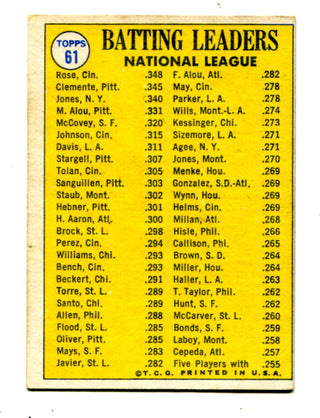 TOPPS
61
BATTING LEADERS
NATIONAL LEAGUE
Rose, Cin. .348
Clemente, Pitt. .345
Jones, N. Y. .340
M. Alou, Pitt. .331
McCovey, S. F. .320
Johnson, Cin. .315
Davis, L. A. .311
Stargell, Pitt. .307
Tolan, Cin. .305
Sanguillen, Pitt. .303
Staub, Mont. .302
Hebner, Pitt. .301
H. Aaron, Atl. .300
Brock, St. L. .298
Perez, Cin. .294
Williams, Chi. .293
Bench, Cin. .293
Beckert, Chi. .291
Torre, St. L. .289
Santo, Chi. .289
Allen, Phil. .288
Flood, St. L. .285
Oliver, Pitt. .285
Mays, S. F. .283
Javier, St. L. .282
F. Alou, Atl. .282
May, Cin. .278
Parker, L. A. .278
Wills, Mont.-L. A. .274
Kessinger, Chi. .273
Sizemore, L. A. .271
Agee, N. Y. .271
Jones, Mont. .270
Menke, Hou. .269
Gonzalez, S.D.-Atl. .269
Wynn, Hou. .269
Helms, Cin. .269
Millan, Atl. .268
Hisle, Phil. .266
Callison, Phi. .265
Brown, S. D. .264
Miller, Hou. .264
Haller, L. A. .263
T. Taylor, Phil. .262
Hunt, S. F. .262
McCarver, St. L. .260
Bonds, S. F. .259
Laboy, Mont. .258
Cepeda, Atl. .257
Five Players with .255
©T. C. G. PRINTED IN U.S.A.